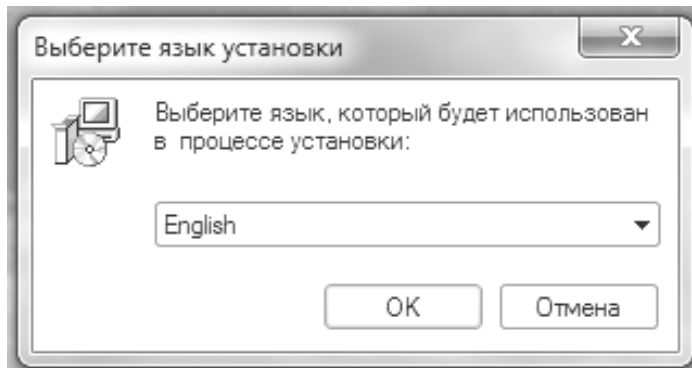 Выберите язык установки
Выберите язык, который будет использован
в процессе установки:
English
OK
Отмена